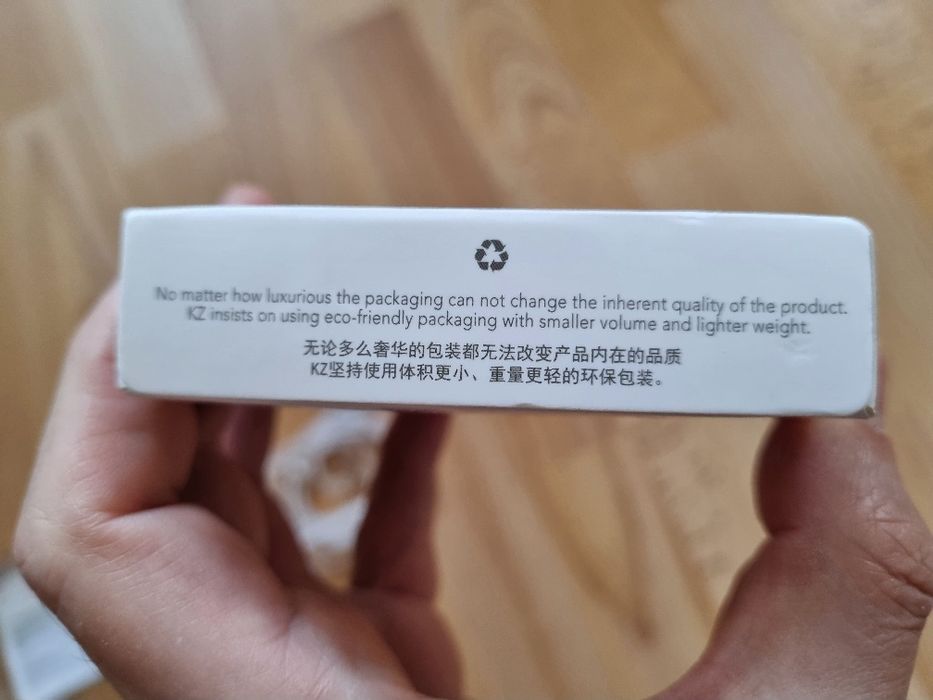 No matter how luxurious the packaging can not change the inherent quality of the product.
KZ insists on using eco-friendly packaging with smaller volume and lighter weight.
无论多么奢华的包装都无法改变产品内在的品质
KZ坚持使用体积更小、重量更轻的环保包装。